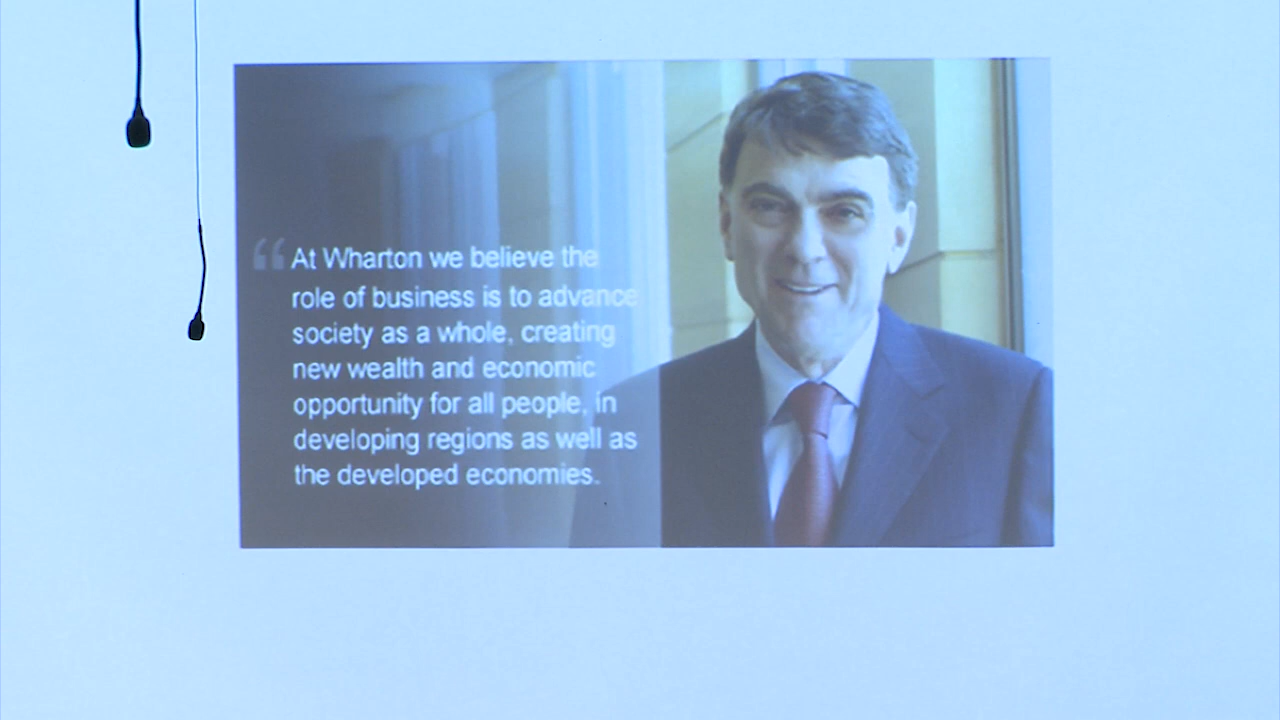 “At Wharton we believe the
role of business is to advance
society as a whole, creating
new wealth and economic
opportunity for all people, in
developing regions as well as
the developed economies.